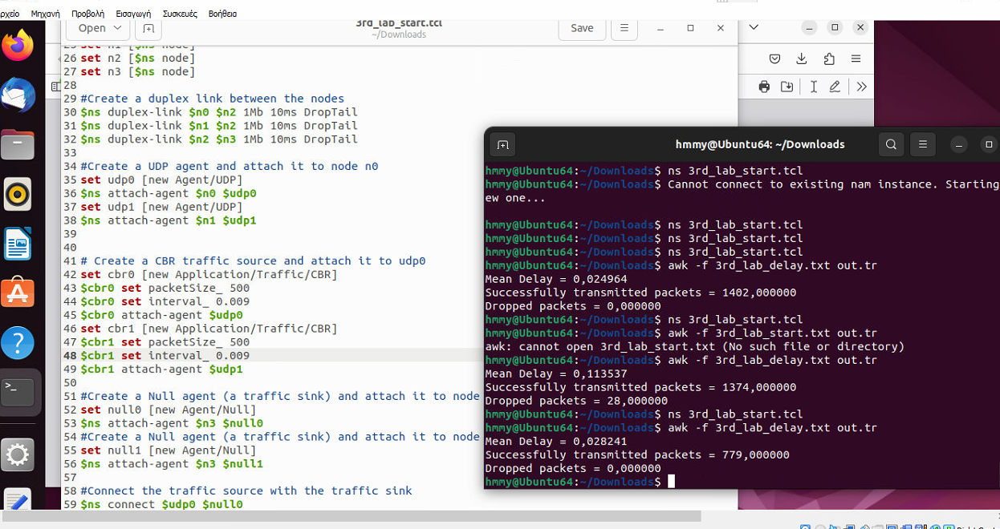 ρχείο Μηχανή Προβολή Εισαγωγή Συσκευές Βοήθεια
Open
3rd_lab_start.tcl
~/Downloads
Save
25 set n1 [$ns node]
26 set n2 [$ns node]
27 set n3 [$ns node]
28
29 #Create a duplex link between the nodes
30 $ns duplex-link $n0 $n2 1Mb 10ms DropTail
31 $ns duplex-link $n1 $n2 1Mb 10ms DropTail
32 $ns duplex-link $n2 $n3 1Mb 10ms DropTail
33
34 #Create a UDP agent and attach it to node n0
35 set udp0 [new Agent/UDP]
36 $ns attach-agent $n0 $udp0
37 set udp1 [new Agent/UDP]
38 $ns attach-agent $n1 $udp1
39
40
41 # Create a CBR traffic source and attach it to udp0
42 set cbr0 [new Application/Traffic/CBR]
43 $cbr0 set packetSize_ 500
44 $cbr0 set interval_ 0.009
45 $cbr0 attach-agent $udp0
46 set cbr1 [new Application/Traffic/CBR]
47 $cbr1 set packetSize_ 500
48 $cbr1 set interval_ 0.009
49 $cbr1 attach-agent $udp1
50
51 #Create a Null agent (a traffic sink) and attach it to node
52 set null0 [new Agent/Null]
53 $ns attach-agent $n3 $null0
54 #Create a Null agent (a traffic sink) and attach it to node
55 set null1 [new Agent/Null]
56 $ns attach-agent $n3 $null1
57
58 #Connect the traffic source with the traffic sink
59 $ns connect $udp0 $null0
hmmy@Ubuntu64: ~/Downloads
hmmy@Ubuntu64:~/Downloads$ ns 3rd_lab_start.tcl
hmmy@Ubuntu64:~/Downloads$ Cannot connect to existing nam instance. Starting
ew one...
hmmy@Ubuntu64:~/Downloads$ ns 3rd_lab_start.tcl
hmmy@Ubuntu64:~/Downloads$ ns 3rd_lab_start.tcl
hmmy@Ubuntu64:~/Downloads$ ns 3rd_lab_start.tcl
hmmy@Ubuntu64:~/Downloads$ awk -f 3rd_lab_delay.txt out.tr
Mean Delay = 0,024964
Successfully transmitted packets = 1402,000000
Dropped packets = 0,000000
hmmy@Ubuntu64:~/Downloads$ ns 3rd_lab_start.tcl
hmmy@Ubuntu64:~/Downloads$ awk -f 3rd_lab_start.txt out.tr
awk: cannot open 3rd_lab_start.txt (No such file or directory)
hmmy@Ubuntu64:~/Downloads$ awk -f 3rd_lab_delay.txt out.tr
Mean Delay = 0,113537
Successfully transmitted packets = 1374,000000
Dropped packets = 28,000000
hmmy@Ubuntu64:~/Downloads$ ns 3rd_lab_start.tcl
hmmy@Ubuntu64:~/Downloads$ awk -f 3rd_lab_delay.txt out.tr
Mean Delay = 0,028241
Successfully transmitted packets = 779,000000
Dropped packets = 0,000000
hmmy@Ubuntu64:~/Downloads$